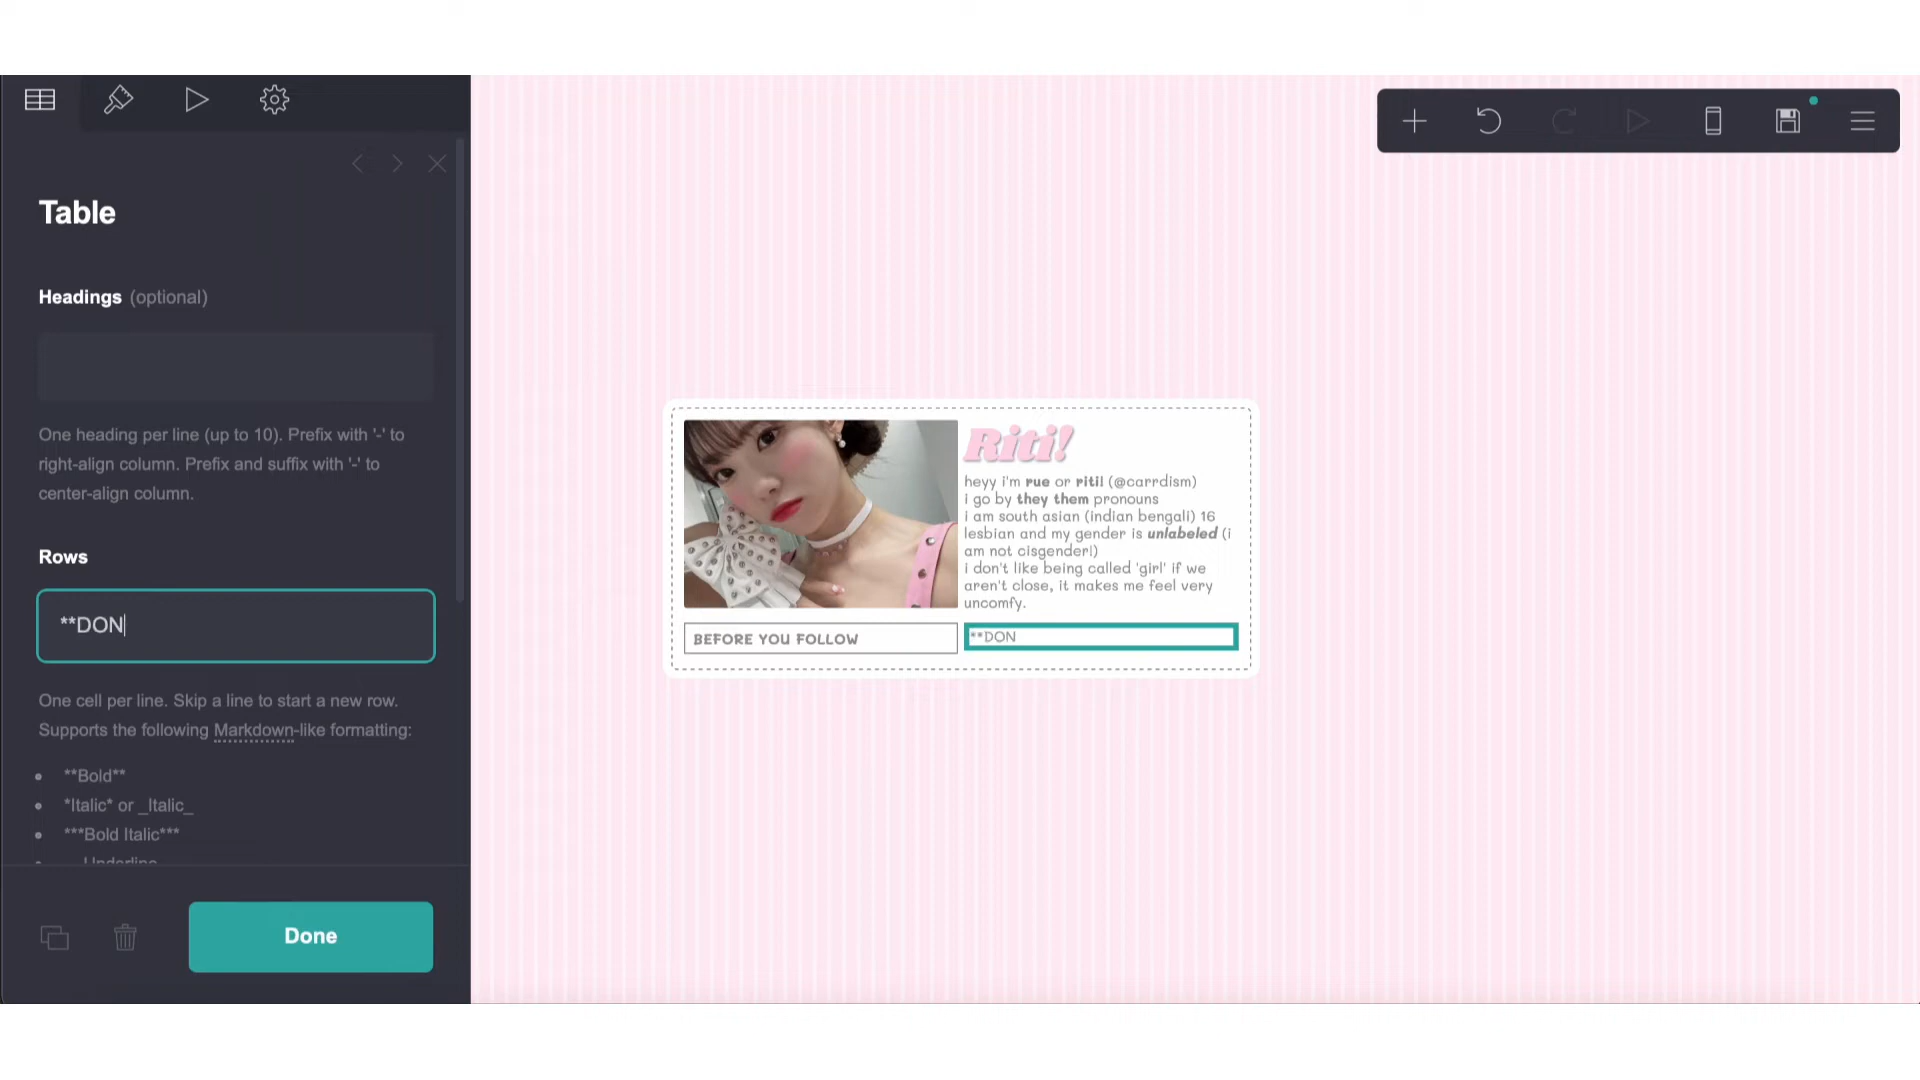 Table
Headings (optional)
One heading per line (up to 10). Prefix with '-' to
right-align column. Prefix and suffix with '-' to
center-align column.
Rows
**DON
One cell per line. Skip a line to start a new row.
Supports the following Markdown-like formatting:
**Bold**
*Italic* or _Italic_
***Bold Italic***
Underline
Done
Riti!
heyy i'm rue or riti! (@carrdism)
i go by they them pronouns
i am south asian (indian bengali) 16
lesbian and my gender is unlabeled (i
am not cisgender!)
i don't like being called 'girl' if we
aren't close, it makes me feel very
uncomfy.
BEFORE YOU FOLLOW
**DON